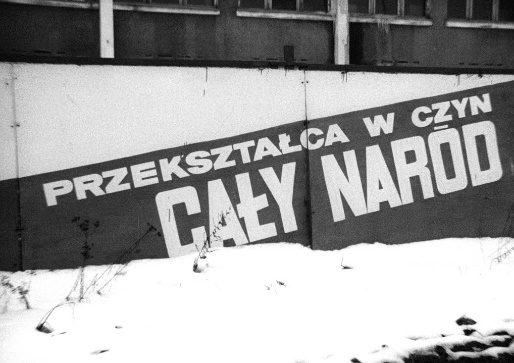 PRZEKSZTAŁCA W CZYN
CAŁY NARÓD